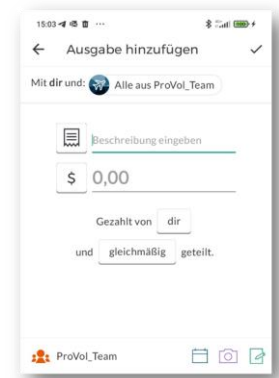 15:03
Ausgabe hinzufügen
Mit dir und: Alle aus ProVol_Team
Beschreibung eingeben
$ 0,00
Gezahlt von dir
und gleichmäßig geteilt.
ProVol_Team